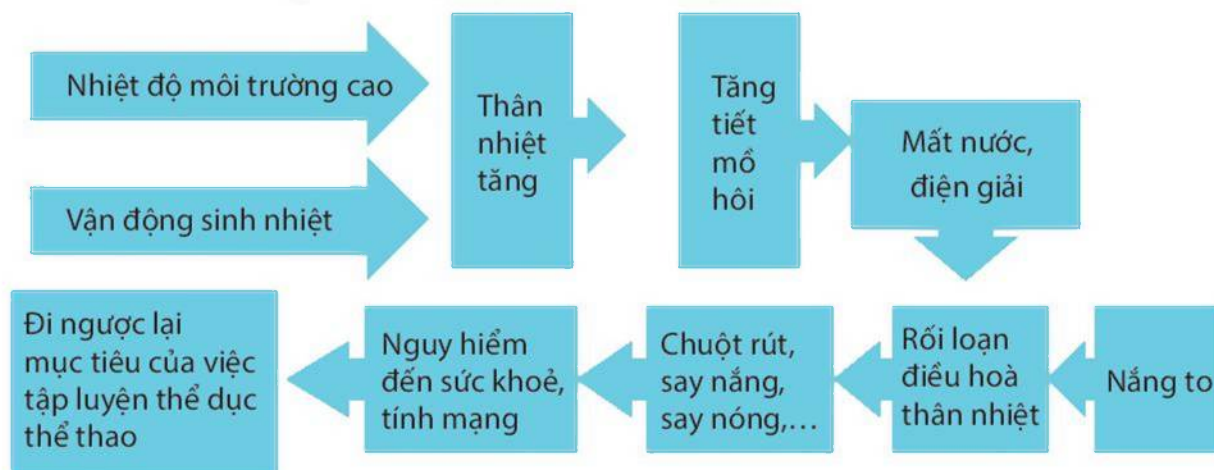 Nhiệt độ môi trường cao
Vận động sinh nhiệt
Thân
nhiệt
tăng
Tăng
tiết
mồ
hôi
Mất nước,
điện giải
Nắng to
Rối loạn
điều hoà
thân nhiệt
Chuột rút,
say nắng,
say nóng,...
Nguy hiểm
đến sức khoẻ,
tính mạng
Đi ngược lại
mục tiêu của việc
tập luyện thể dục
thể thao